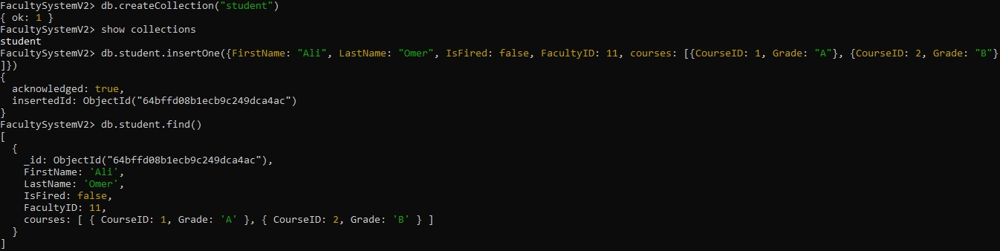 FacultySystemV2> db.createCollection("student")
{ ok: 1 }
FacultySystemV2> show collections
student
FacultySystemV2> db.student.insertOne({FirstName: "Ali", LastName: "Omer", IsFired: false, FacultyID: 11, courses: [{CourseID: 1, Grade: "A"}, {CourseID: 2, Grade: "B"}
]})
{
  acknowledged: true,
  insertedId: ObjectId("64bffd08b1ecb9c249dca4ac")
}
FacultySystemV2> db.student.find()
[
  {
    _id: ObjectId("64bffd08b1ecb9c249dca4ac"),
    FirstName: 'Ali',
    LastName: 'Omer',
    IsFired: false,
    FacultyID: 11,
    courses: [ { CourseID: 1, Grade: 'A' }, { CourseID: 2, Grade: 'B' } ]
  }
]